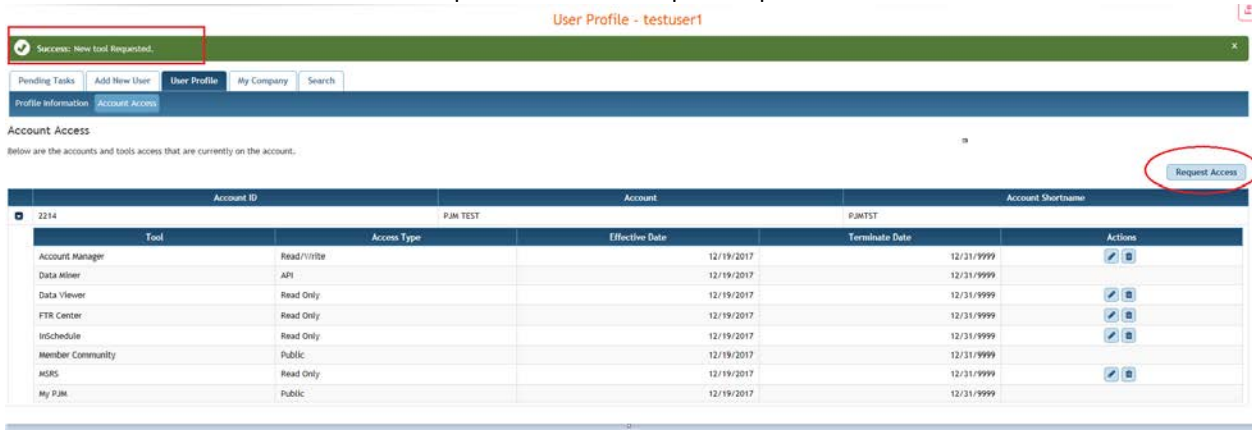 User Profile - testuser1
Success: New tool Requested.
x
Pending Tasks Add New User User Profile My Company Search
Profile Information Account Access
Account Access
Below are the accounts and tools access that are currently on the account.
Request Access
Account ID Account Account Shortname
2214 PJM TEST PJMTST
Tool Access Type Effective Date Terminate Date Actions
Account Manager Read/Write 12/19/2017 12/31/9999
Data Miner API 12/19/2017 12/31/9999
Data Viewer Read Only 12/19/2017 12/31/9999
FTR Center Read Only 12/19/2017 12/31/9999
InSchedule Read Only 12/19/2017 12/31/9999
Member Community Public 12/19/2017 12/31/9999
MSRS Read Only 12/19/2017 12/31/9999
My PJM Public 12/19/2017 12/31/9999